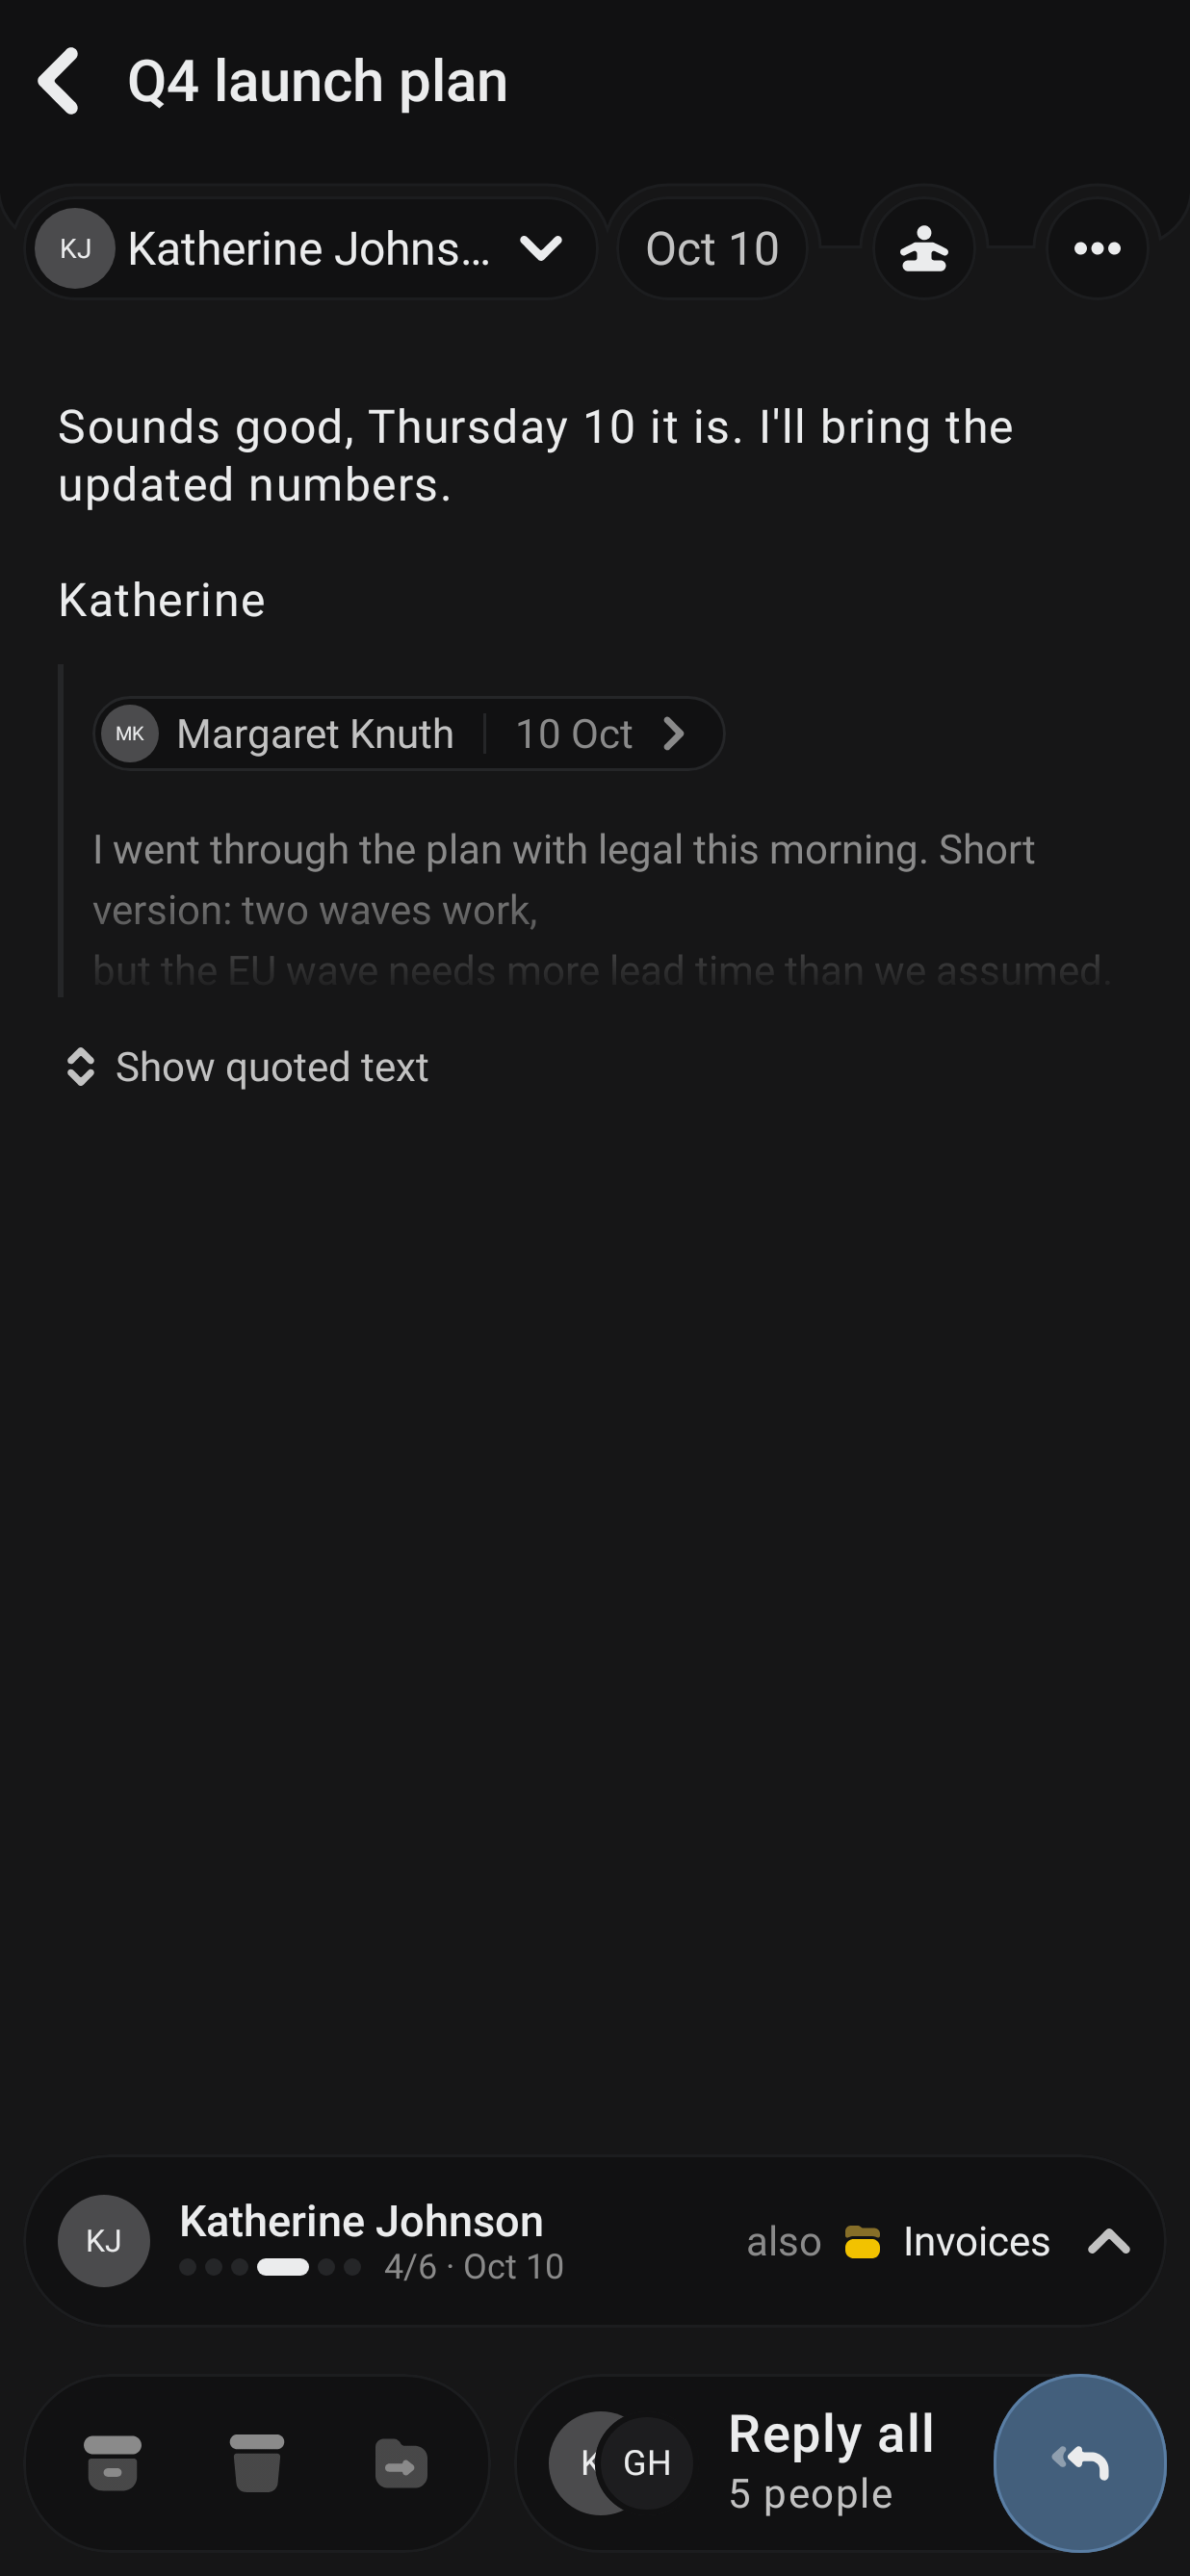 Q4 launch plan
KJ Katherine Johns... Oct 10
Sounds good, Thursday 10 it is. I'll bring the
updated numbers.
Katherine
MK Margaret Knuth 10 Oct
I went through the plan with legal this morning. Short
version: two waves work,
but the EU wave needs more lead time than we assumed.
Show quoted text
KJ Katherine Johnson also Invoices
4/6 · Oct 10
K GH Reply all
5 people